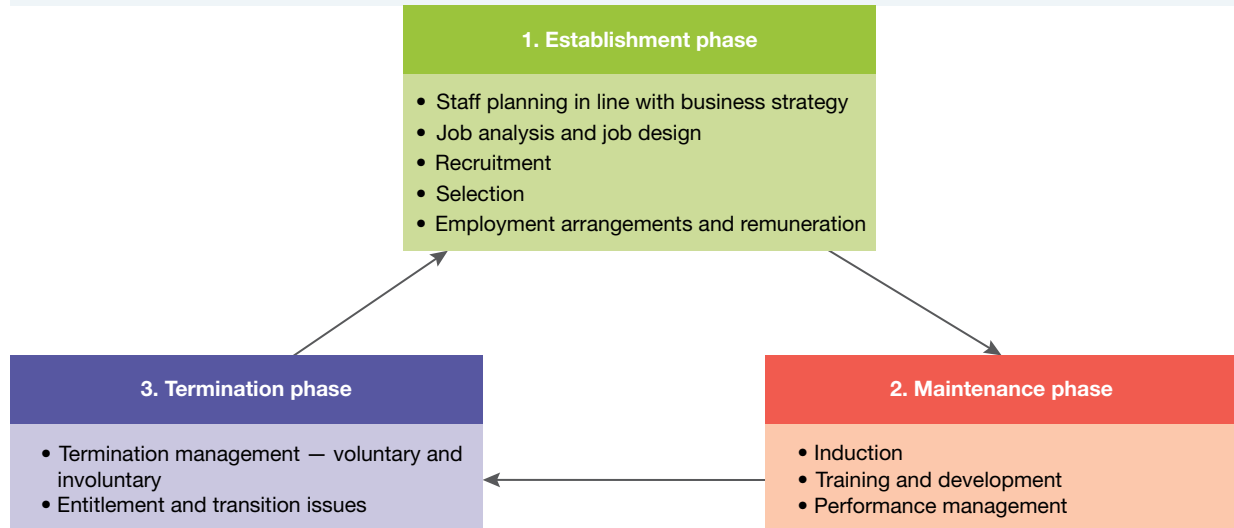 1. Establishment phase
• Staff planning in line with business strategy
• Job analysis and job design
• Recruitment
• Selection
• Employment arrangements and remuneration
3. Termination phase
• Termination management — voluntary and
involuntary
• Entitlement and transition issues
2. Maintenance phase
• Induction
• Training and development
• Performance management